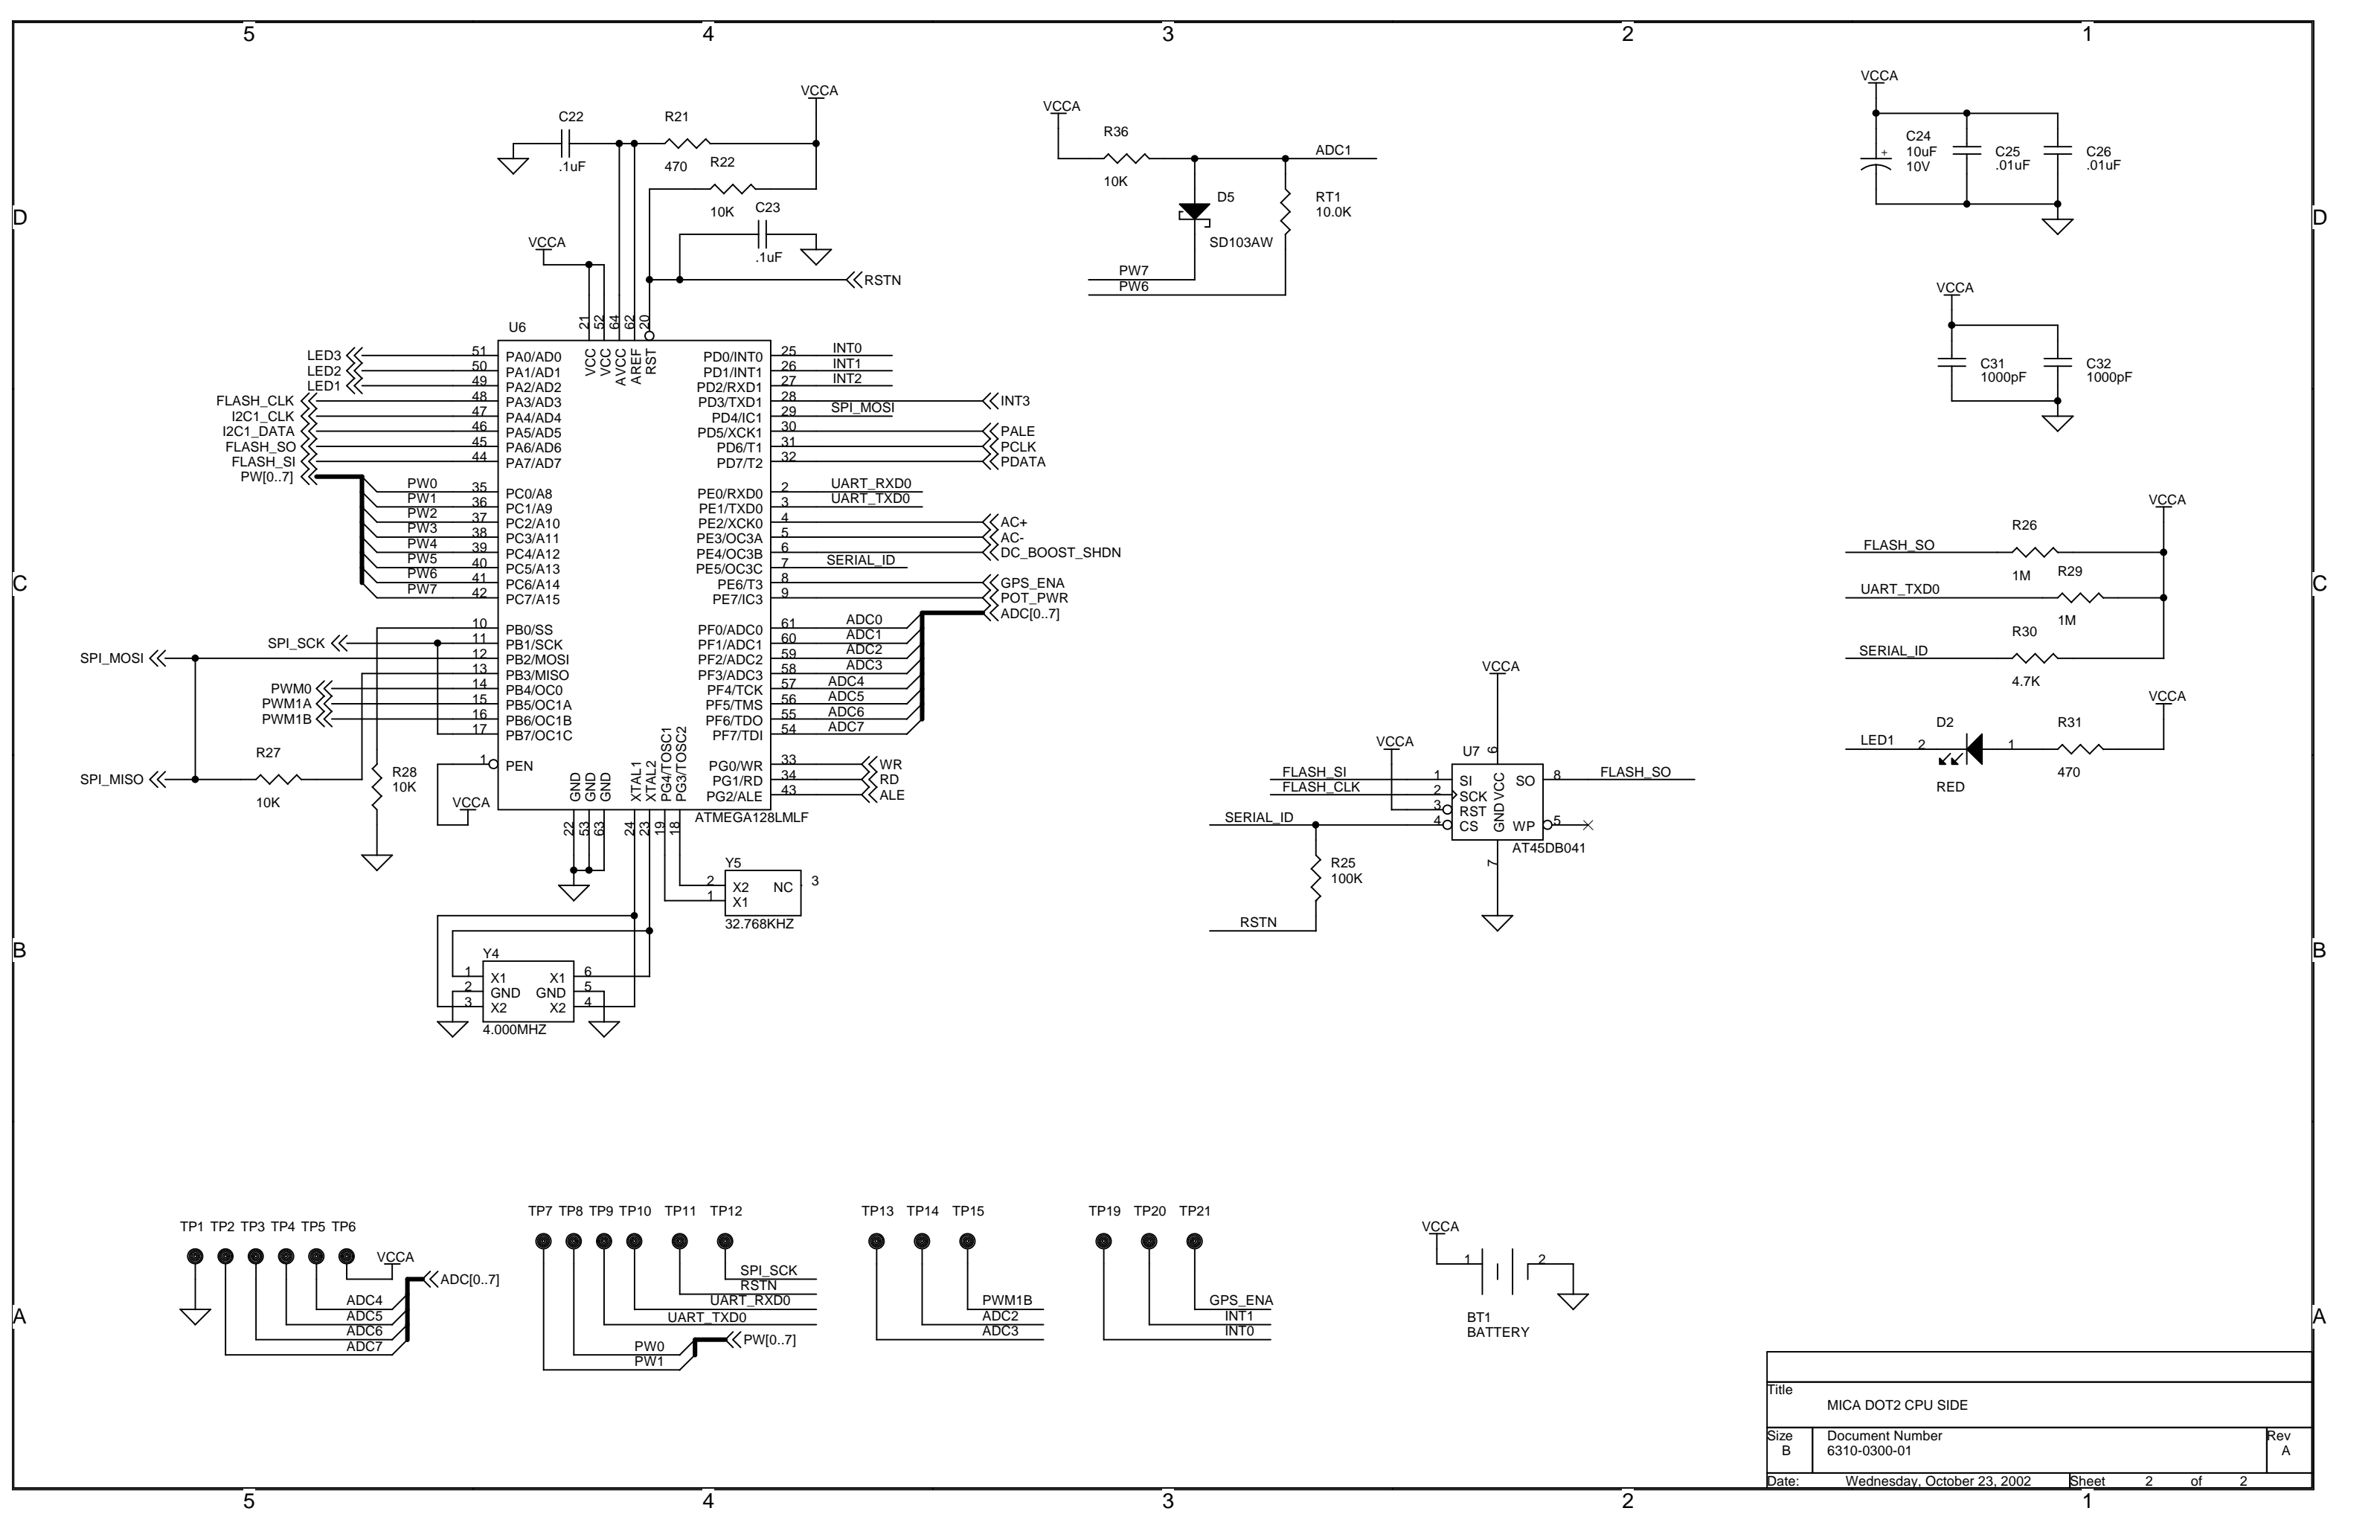 5 4 3 2 1
D
C
B
A
D
C
B
A
5 4 3 2 1
VCCA
C22
.1uF
R21
470
R22
10K
C23
.1uF
VCCA
RSTN
U6
21 VCC
52 VCC
64 AVCC
62 AREF
20 RST
LED3 51 PA0/AD0
LED2 50 PA1/AD1
LED1 49 PA2/AD2
FLASH_CLK 48 PA3/AD3
I2C1_CLK 47 PA4/AD4
I2C1_DATA 46 PA5/AD5
FLASH_SO 45 PA6/AD6
FLASH_SI 44 PA7/AD7
PW[0..7]
PW0 35 PC0/A8
PW1 36 PC1/A9
PW2 37 PC2/A10
PW3 38 PC3/A11
PW4 39 PC4/A12
PW5 40 PC5/A13
PW6 41 PC6/A14
PW7 42 PC7/A15
10 PB0/SS
SPI_SCK 11 PB1/SCK
SPI_MOSI 12 PB2/MOSI
13 PB3/MISO
PWM0 14 PB4/OC0
PWM1A 15 PB5/OC1A
PWM1B 16 PB6/OC1B
17 PB7/OC1C
1 PEN
SPI_MISO
R27
10K
R28
10K
VCCA
PD0/INT0 25 INT0
PD1/INT1 26 INT1
PD2/RXD1 27 INT2
PD3/TXD1 28 INT3
PD4/IC1 29 SPI_MOSI
PD5/XCK1 30 PALE
PD6/T1 31 PCLK
PD7/T2 32 PDATA
PE0/RXD0 2 UART_RXD0
PE1/TXD0 3 UART_TXD0
PE2/XCK0 4 AC+
PE3/OC3A 5 AC-
PE4/OC3B 6 DC_BOOST_SHDN
PE5/OC3C 7 SERIAL_ID
PE6/T3 8 GPS_ENA
PE7/IC3 9 POT_PWR
ADC[0..7]
PF0/ADC0 61 ADC0
PF1/ADC1 60 ADC1
PF2/ADC2 59 ADC2
PF3/ADC3 58 ADC3
PF4/TCK 57 ADC4
PF5/TMS 56 ADC5
PF6/TDO 55 ADC6
PF7/TDI 54 ADC7
PG0/WR 33 WR
PG1/RD 34 RD
PG2/ALE 43 ALE
GND 22
GND 53
GND 63
XTAL1 24
XTAL2 23
PG4/TOSC1 19
PG3/TOSC2 18
ATMEGA128LMLF
Y5
2 X2 NC 3
1 X1
32.768KHZ
Y4
1 X1 X1 6
2 GND GND 5
3 X2 X2 4
4.000MHZ
VCCA
R36
10K
ADC1
D5
SD103AW
RT1
10.0K
PW7
PW6
VCCA
C24
10uF
10V
+
C25
.01uF
C26
.01uF
VCCA
C31
1000pF
C32
1000pF
VCCA
FLASH_SO
R26
1M
UART_TXD0
R29
1M
SERIAL_ID
R30
4.7K
VCCA
LED1 2
D2
RED
1
R31
470
VCCA
VCCA
U7
6
FLASH_SI 1 SI
FLASH_CLK 2 SCK
3 RST
SERIAL_ID 4 CS
VCC
GND
SO 8 FLASH_SO
WP 5
7
AT45DB041
R25
100K
RSTN
TP1 TP2 TP3 TP4 TP5 TP6
VCCA
ADC[0..7]
ADC4
ADC5
ADC6
ADC7
TP7 TP8 TP9 TP10 TP11 TP12
SPI_SCK
RSTN
UART_RXD0
UART_TXD0
PW0
PW1
PW[0..7]
TP13 TP14 TP15
PWM1B
ADC2
ADC3
TP19 TP20 TP21
GPS_ENA
INT1
INT0
VCCA
1 2
BT1
BATTERY
Title
MICA DOT2 CPU SIDE
Size
B
Document Number
6310-0300-01
Rev
A
Date: Wednesday, October 23, 2002 Sheet 2 of 2